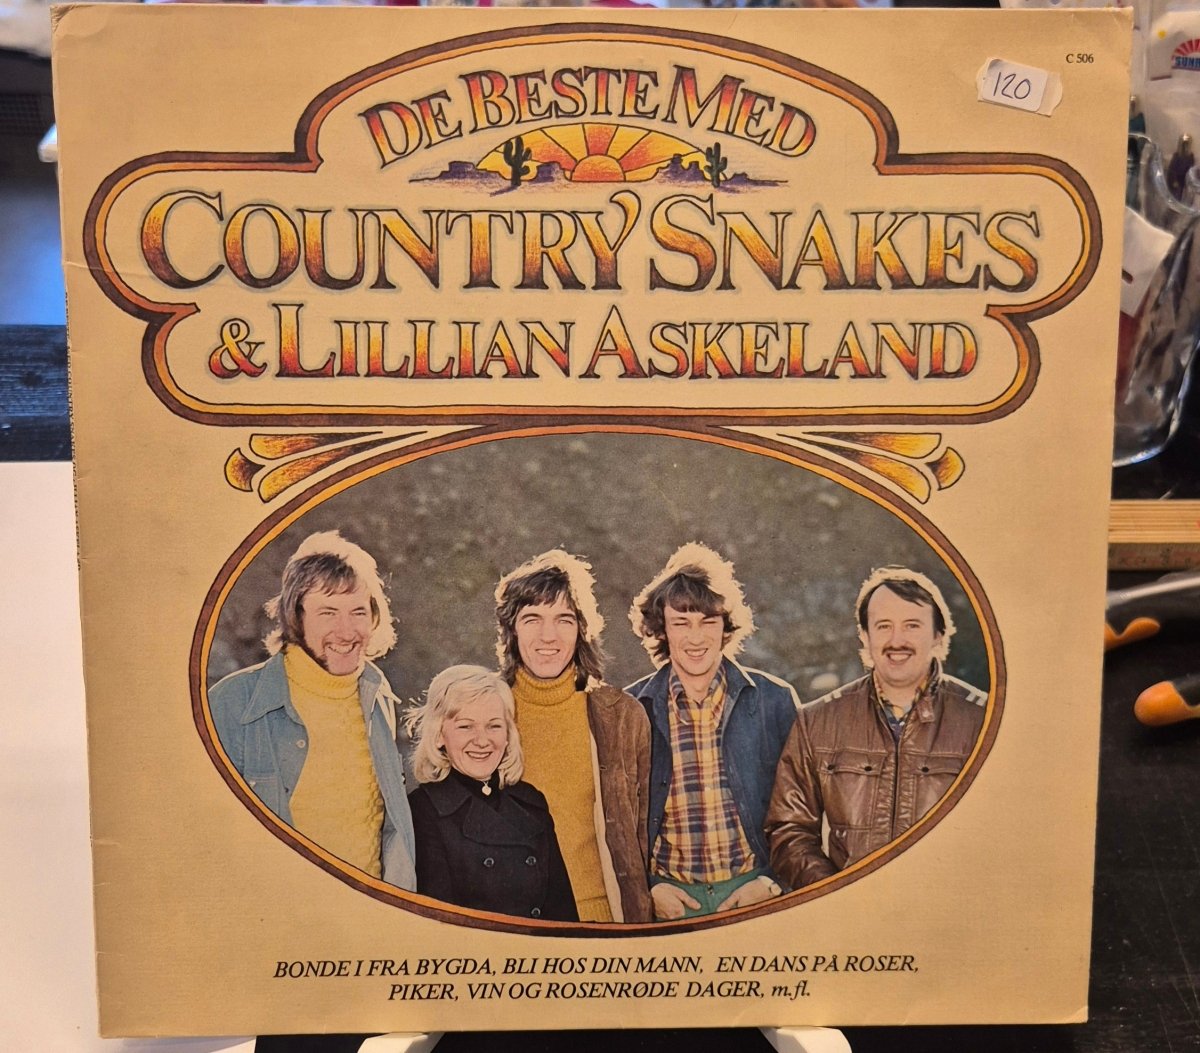 C 506
120
DE BESTE MED
COUNTRY SNAKES
& LILLIAN ASKELAND
BONDE I FRA BYGDA, BLI HOS DIN MANN, EN DANS PÅ ROSER,
PIKER, VIN OG ROSENRØDE DAGER, m.fl.